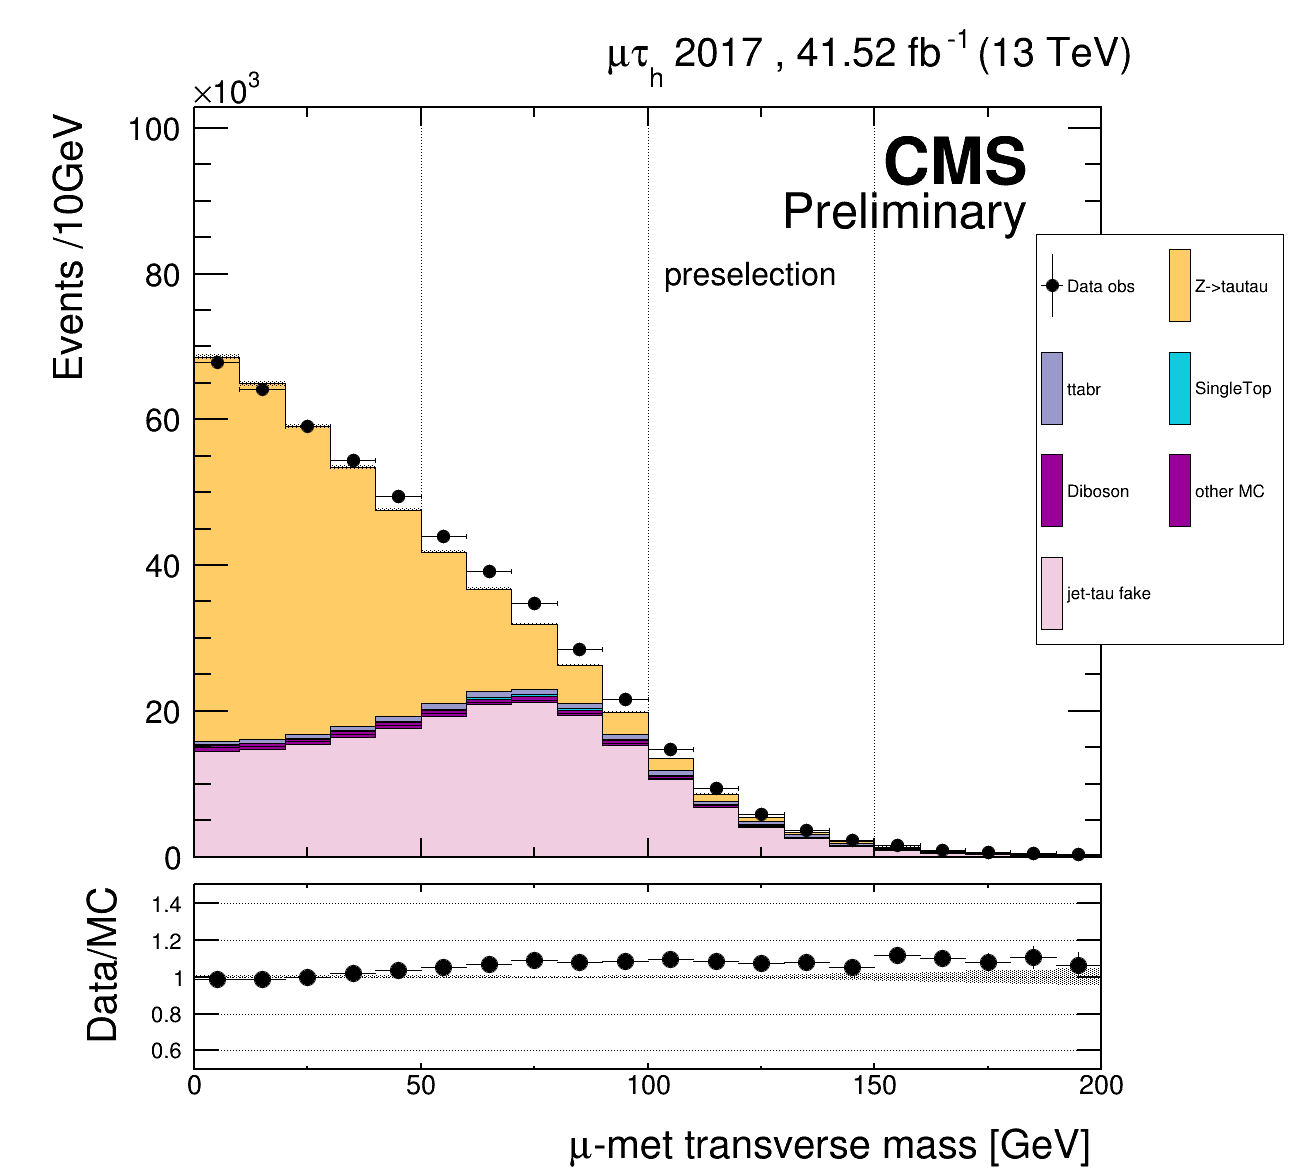 μτh 2017 , 41.52 fb-1 (13 TeV)
×10³
Events /10GeV
100
80
60
40
20
0
CMS
Preliminary
preselection
Data obs
Z->tautau
ttabr
SingleTop
Diboson
other MC
jet-tau fake
Data/MC
1.4
1.2
1
0.8
0.6
0 50 100 150 200
μ-met transverse mass [GeV]